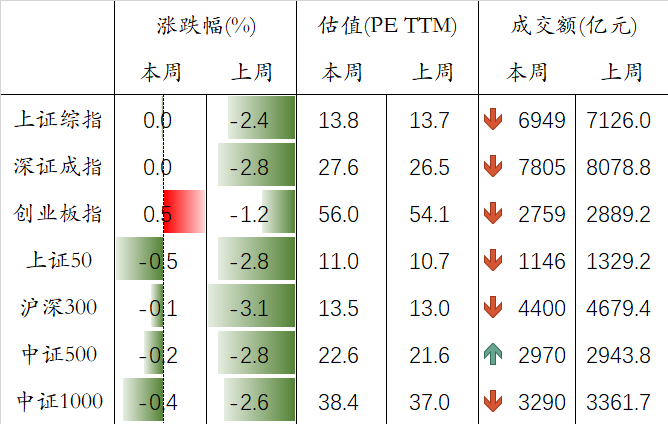 涨跌幅(%) 估值(PE TTM) 成交额(亿元)
本周 上周 本周 上周 本周 上周
上证综指 0.0 -2.4 13.8 13.7 6949 7126.0
深证成指 0.0 -2.8 27.6 26.5 7805 8078.8
创业板指 0.5 -1.2 56.0 54.1 2759 2889.2
上证50 -0.5 -2.8 11.0 10.7 1146 1329.2
沪深300 -0.1 -3.1 13.5 13.0 4400 4679.4
中证500 -0.2 -2.8 22.6 21.6 2970 2943.8
中证1000 -0.4 -2.6 38.4 37.0 3290 3361.7